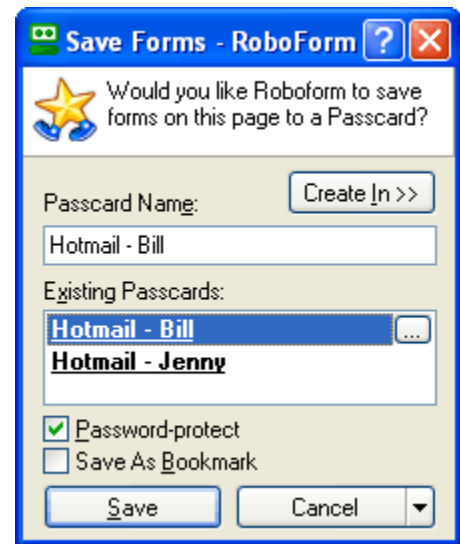 Save Forms - RoboForm ?
Would you like Roboform to save
forms on this page to a Passcard?
Create In >>
Passcard Name:
Hotmail - Bill
Existing Passcards:
Hotmail - Bill ...
Hotmail - Jenny
Password-protect
Save As Bookmark
Save Cancel